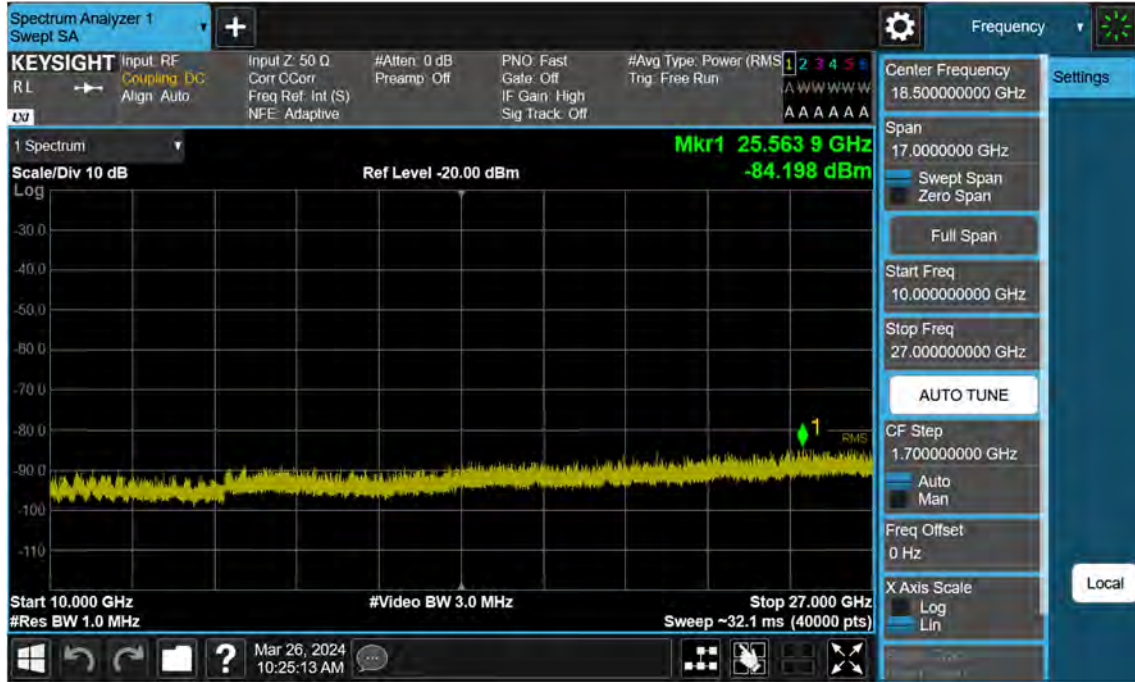 Spectrum Analyzer 1
Swept SA
Frequency
KEYSIGHT
RL
LXI
Input: RF
Coupling: DC
Align: Auto
Input Z: 50 Ω
Corr CCorr
Freq Ref: Int (S)
NFE: Adaptive
#Atten: 0 dB
Preamp: Off
PNO: Fast
Gate: Off
IF Gain: High
Sig Track: Off
#Avg Type: Power (RMS
Trig: Free Run
1 2 3 4 5 6
A W W W W W
A A A A A A
1 Spectrum
Scale/Div 10 dB
Ref Level -20.00 dBm
Mkr1 25.563 9 GHz
-84.198 dBm
Log
-30.0
-40.0
-50.0
-60.0
-70.0
-80.0
-90.0
-100
-110
1
RMS
Start 10.000 GHz
#Res BW 1.0 MHz
#Video BW 3.0 MHz
Stop 27.000 GHz
Sweep ~32.1 ms (40000 pts)
Center Frequency
18.500000000 GHz
Span
17.0000000 GHz
Swept Span
Zero Span
Full Span
Start Freq
10.000000000 GHz
Stop Freq
27.000000000 GHz
AUTO TUNE
CF Step
1.700000000 GHz
Auto
Man
Freq Offset
0 Hz
X Axis Scale
Log
Lin
Settings
Local
?
Mar 26, 2024
10:25:13 AM